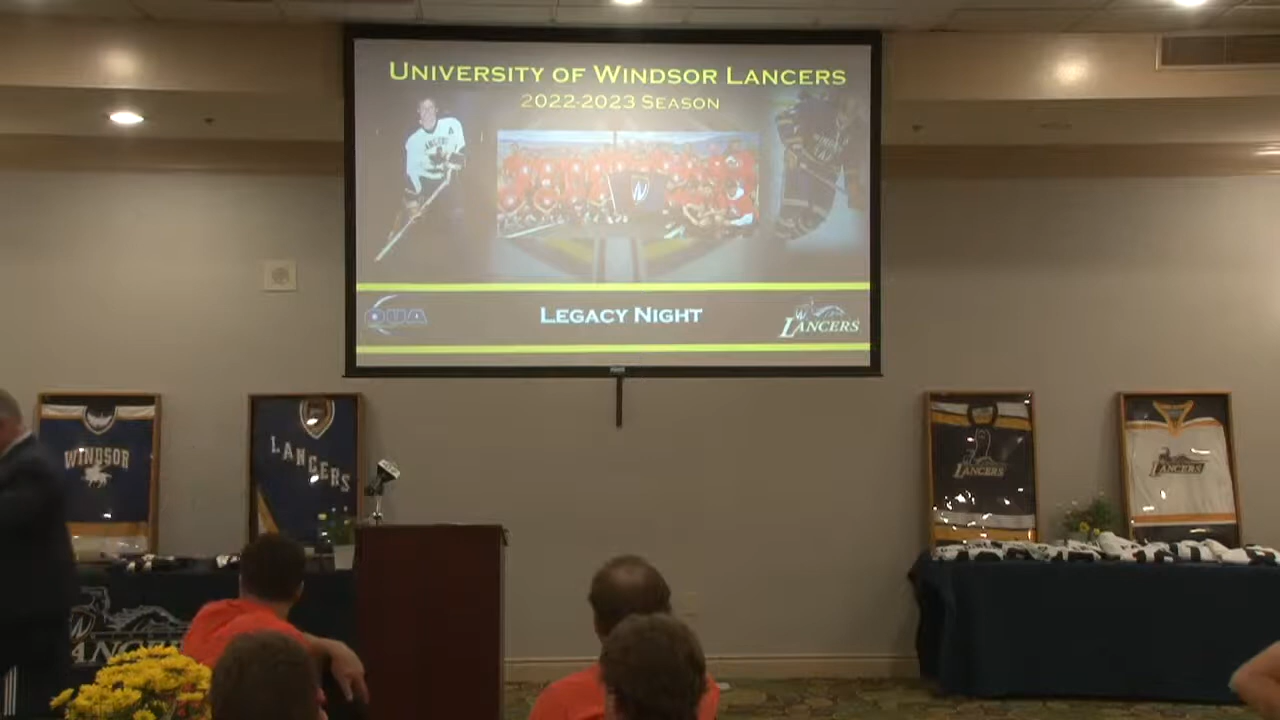 UNIVERSITY OF WINDSOR LANCERS
2022-2023 SEASON
OUA
LEGACY NIGHT
LANCERS
WINDSOR
LANCERS
LANCERS
LANCERS